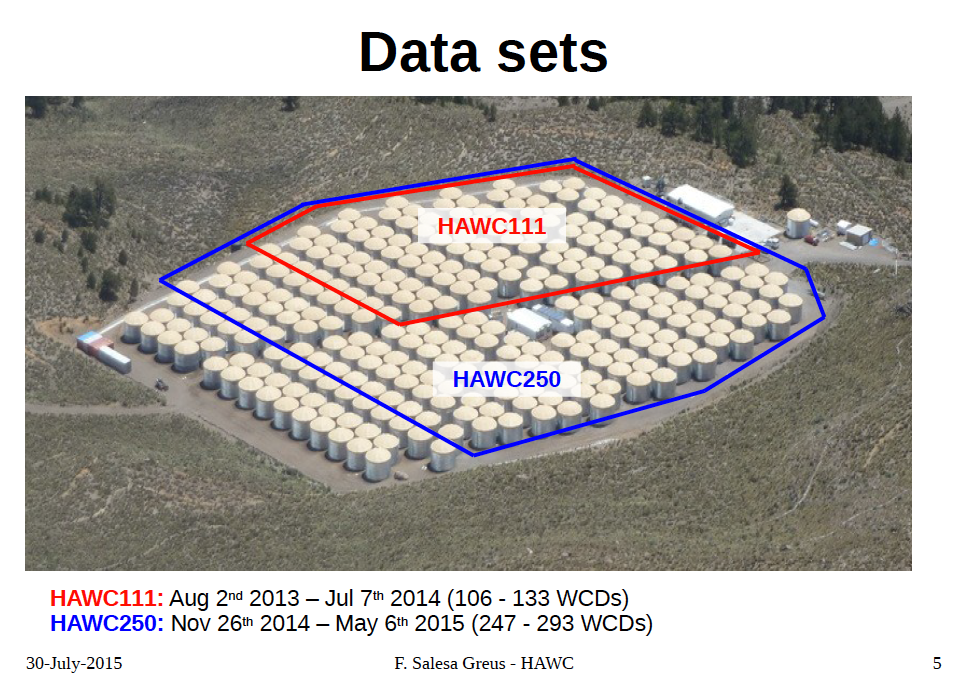 Data sets
HAWC111
HAWC250
HAWC111: Aug 2nd 2013 – Jul 7th 2014 (106 - 133 WCDs)
HAWC250: Nov 26th 2014 – May 6th 2015 (247 - 293 WCDs)
30-July-2015 F. Salesa Greus - HAWC 5